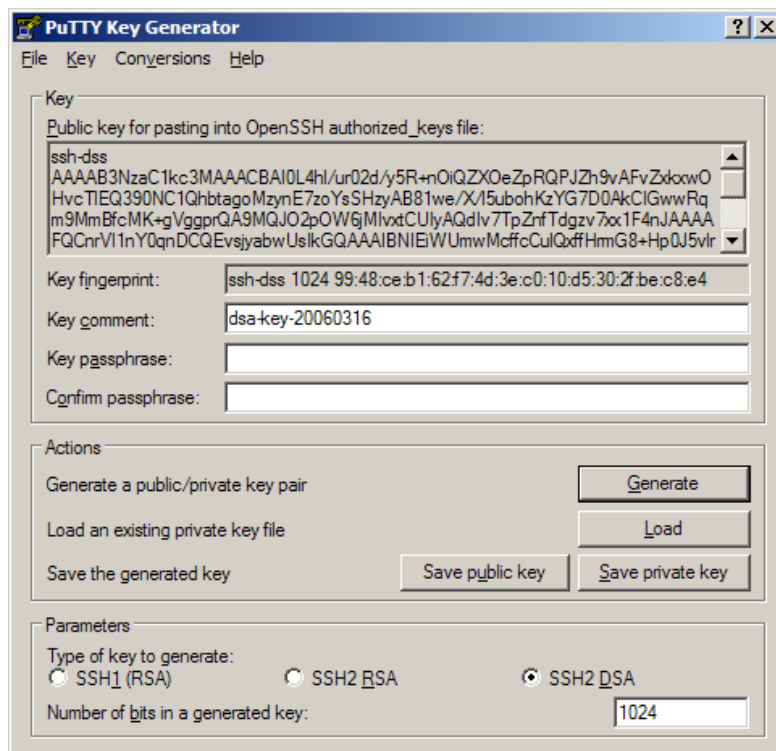 PuTTY Key Generator
File Key Conversions Help
Key
Public key for pasting into OpenSSH authorized_keys file:
ssh-dss
AAAAB3NzaC1kc3MAAACBAI0L4hl/ur02d/y5R+nOiQZXOeZpRQPJZh9vAFvZxkxwO
HvcTlEQ390NC1QhbtagoMzynE7zoYsSHzyAB81we/X/I5ubohKzYG7D0AkClGwwRq
m9MmBfcMK+gVggprQA9MQJO2pOW6jMlvxtCUlyAQdlv7TpZnfTdgzv7xx1F4nJAAAA
FQCnrVl1nY0qnDCQEvsjyabwUslkGQAAAIBNIEiWUmwMcffcCulQxffHrmG8+Hp0J5vlr
Key fingerprint: ssh-dss 1024 99:48:ce:b1:62:f7:4d:3e:c0:10:d5:30:2f:be:c8:e4
Key comment: dsa-key-20060316
Key passphrase:
Confirm passphrase:
Actions
Generate a public/private key pair Generate
Load an existing private key file Load
Save the generated key Save public key Save private key
Parameters
Type of key to generate:
SSH1 (RSA) SSH2 RSA SSH2 DSA
Number of bits in a generated key: 1024